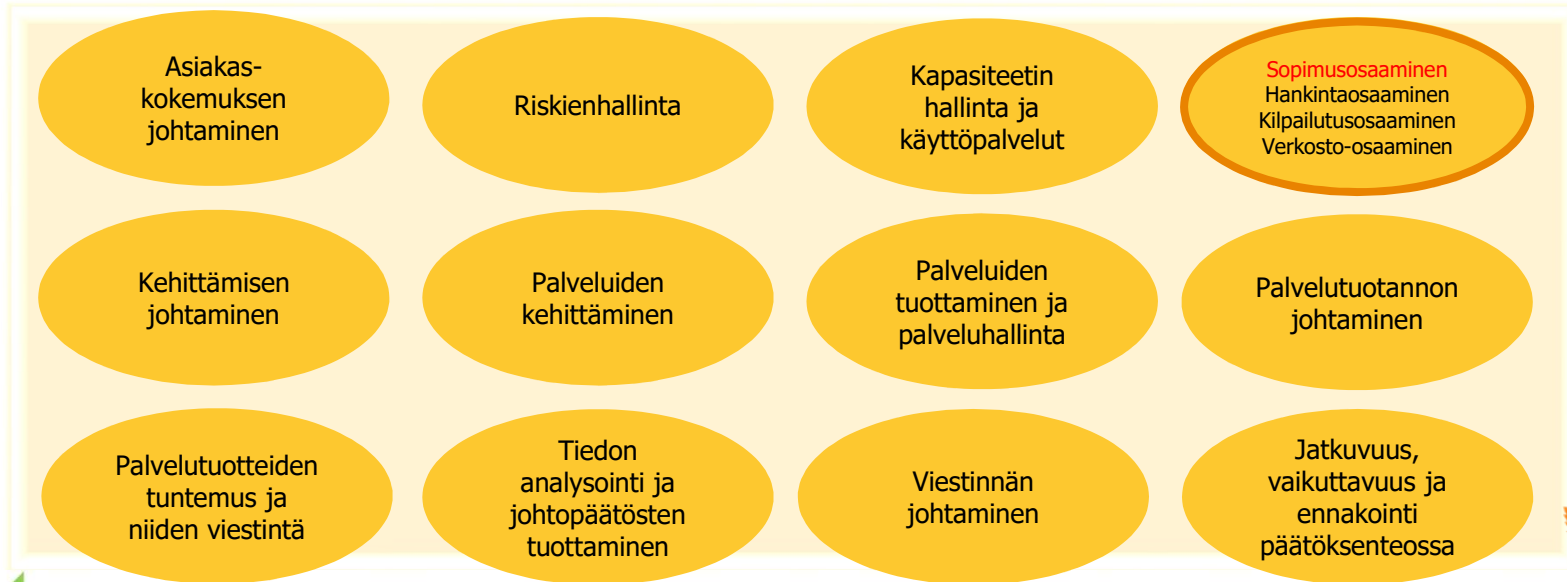 Asiakas-
kokemuksen
johtaminen
Riskienhallinta
Kapasiteetin
hallinta ja
käyttöpalvelut
Sopimusosaaminen
Hankintaosaaminen
Kilpailutusosaaminen
Verkosto-osaaminen
Kehittämisen
johtaminen
Palveluiden
kehittäminen
Palveluiden
tuottaminen ja
palveluhallinta
Palvelutuotannon
johtaminen
Palvelutuotteiden
tuntemus ja
niiden viestintä
Tiedon
analysointi ja
johtopäätösten
tuottaminen
Viestinnän
johtaminen
Jatkuvuus,
vaikuttavuus ja
ennakointi
päätöksenteossa